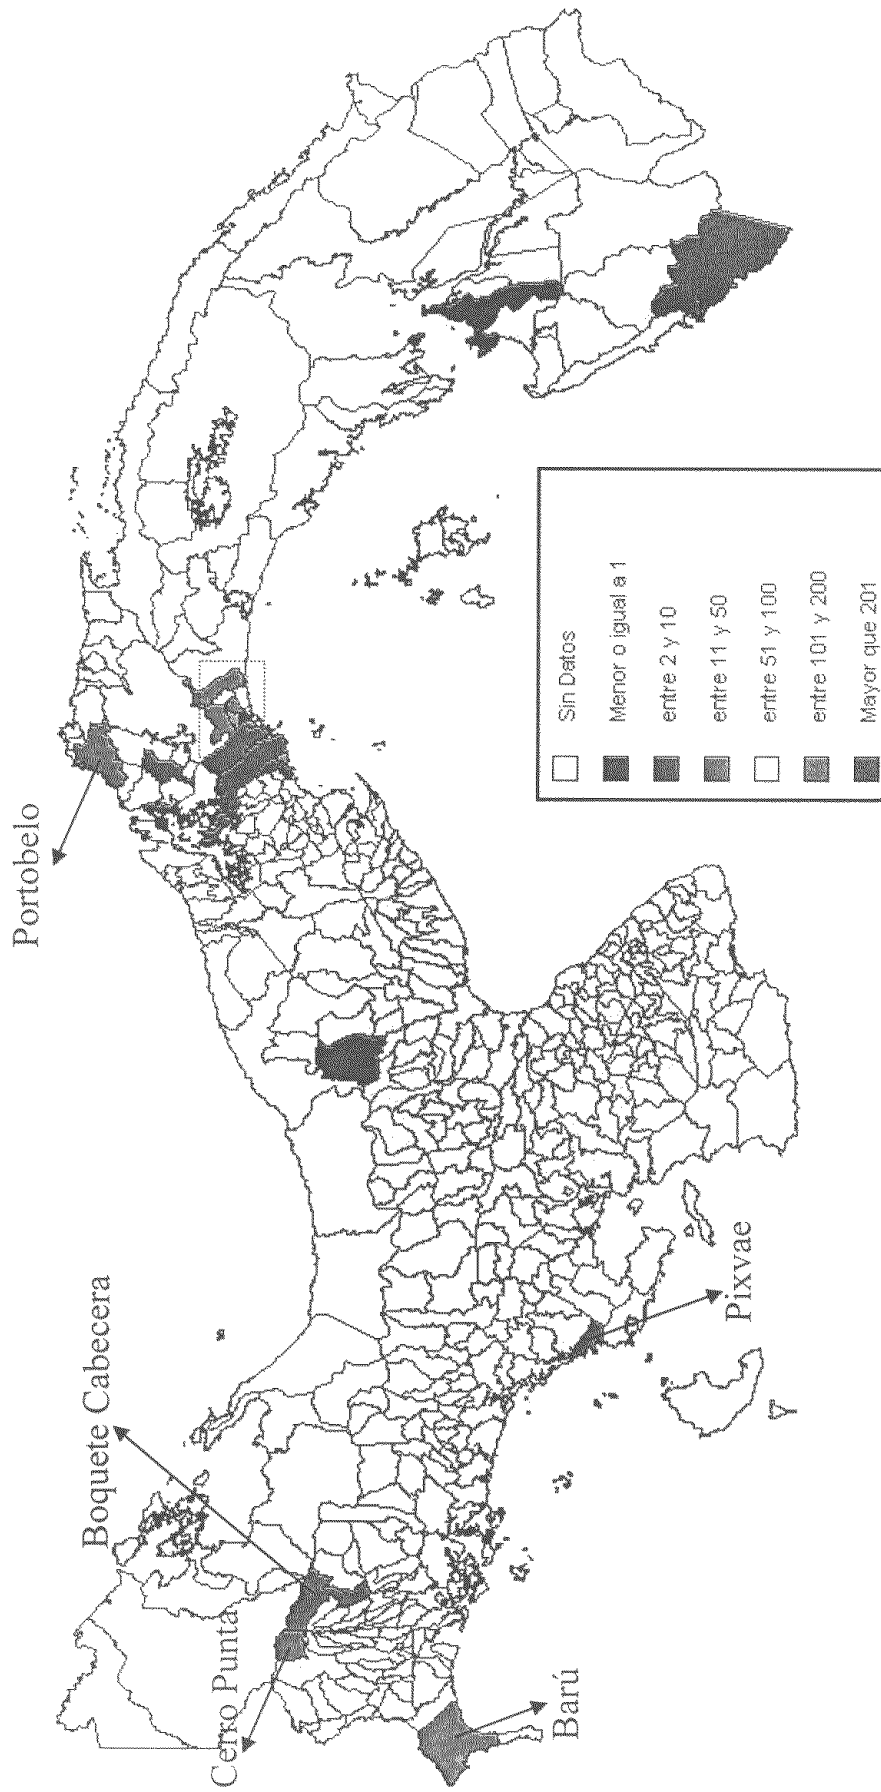 Portobelo
Boquete Cabecera
Cerro Punta
Barú
Pixvae
Sin Datos
Menor o igual a 1
entre 2 y 10
entre 11 y 50
entre 51 y 100
entre 101 y 200
Mayor que 201